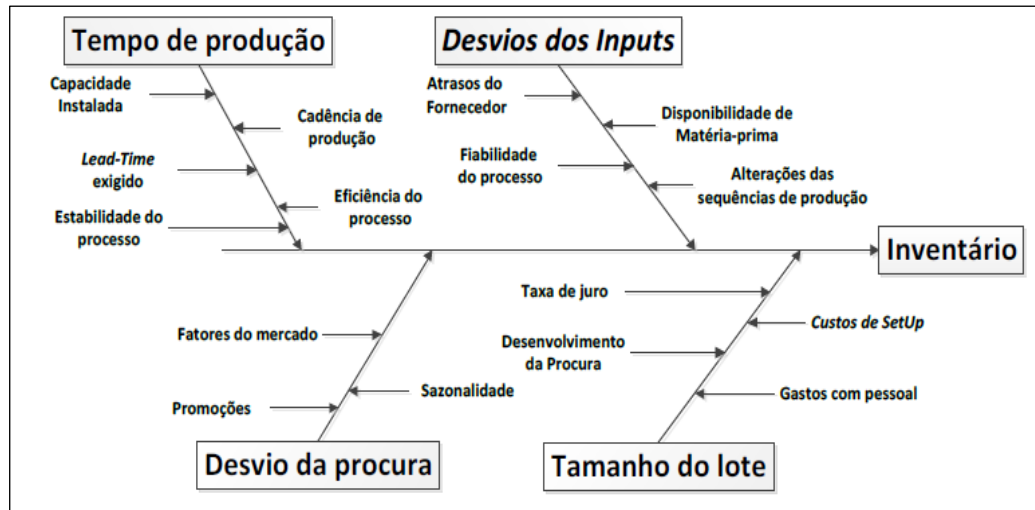 Tempo de produção
Desvios dos Inputs
Capacidade
Instalada
Cadência de
produção
Lead-Time
exigido
Eficiência do
processo
Estabilidade do
processo
Atrasos do
Fornecedor
Disponibilidade de
Matéria-prima
Fiabilidade
do processo
Alterações das
sequências de produção
Inventário
Fatores do mercado
Sazonalidade
Promoções
Taxa de juro
Custos de SetUp
Desenvolvimento
da Procura
Gastos com pessoal
Desvio da procura
Tamanho do lote